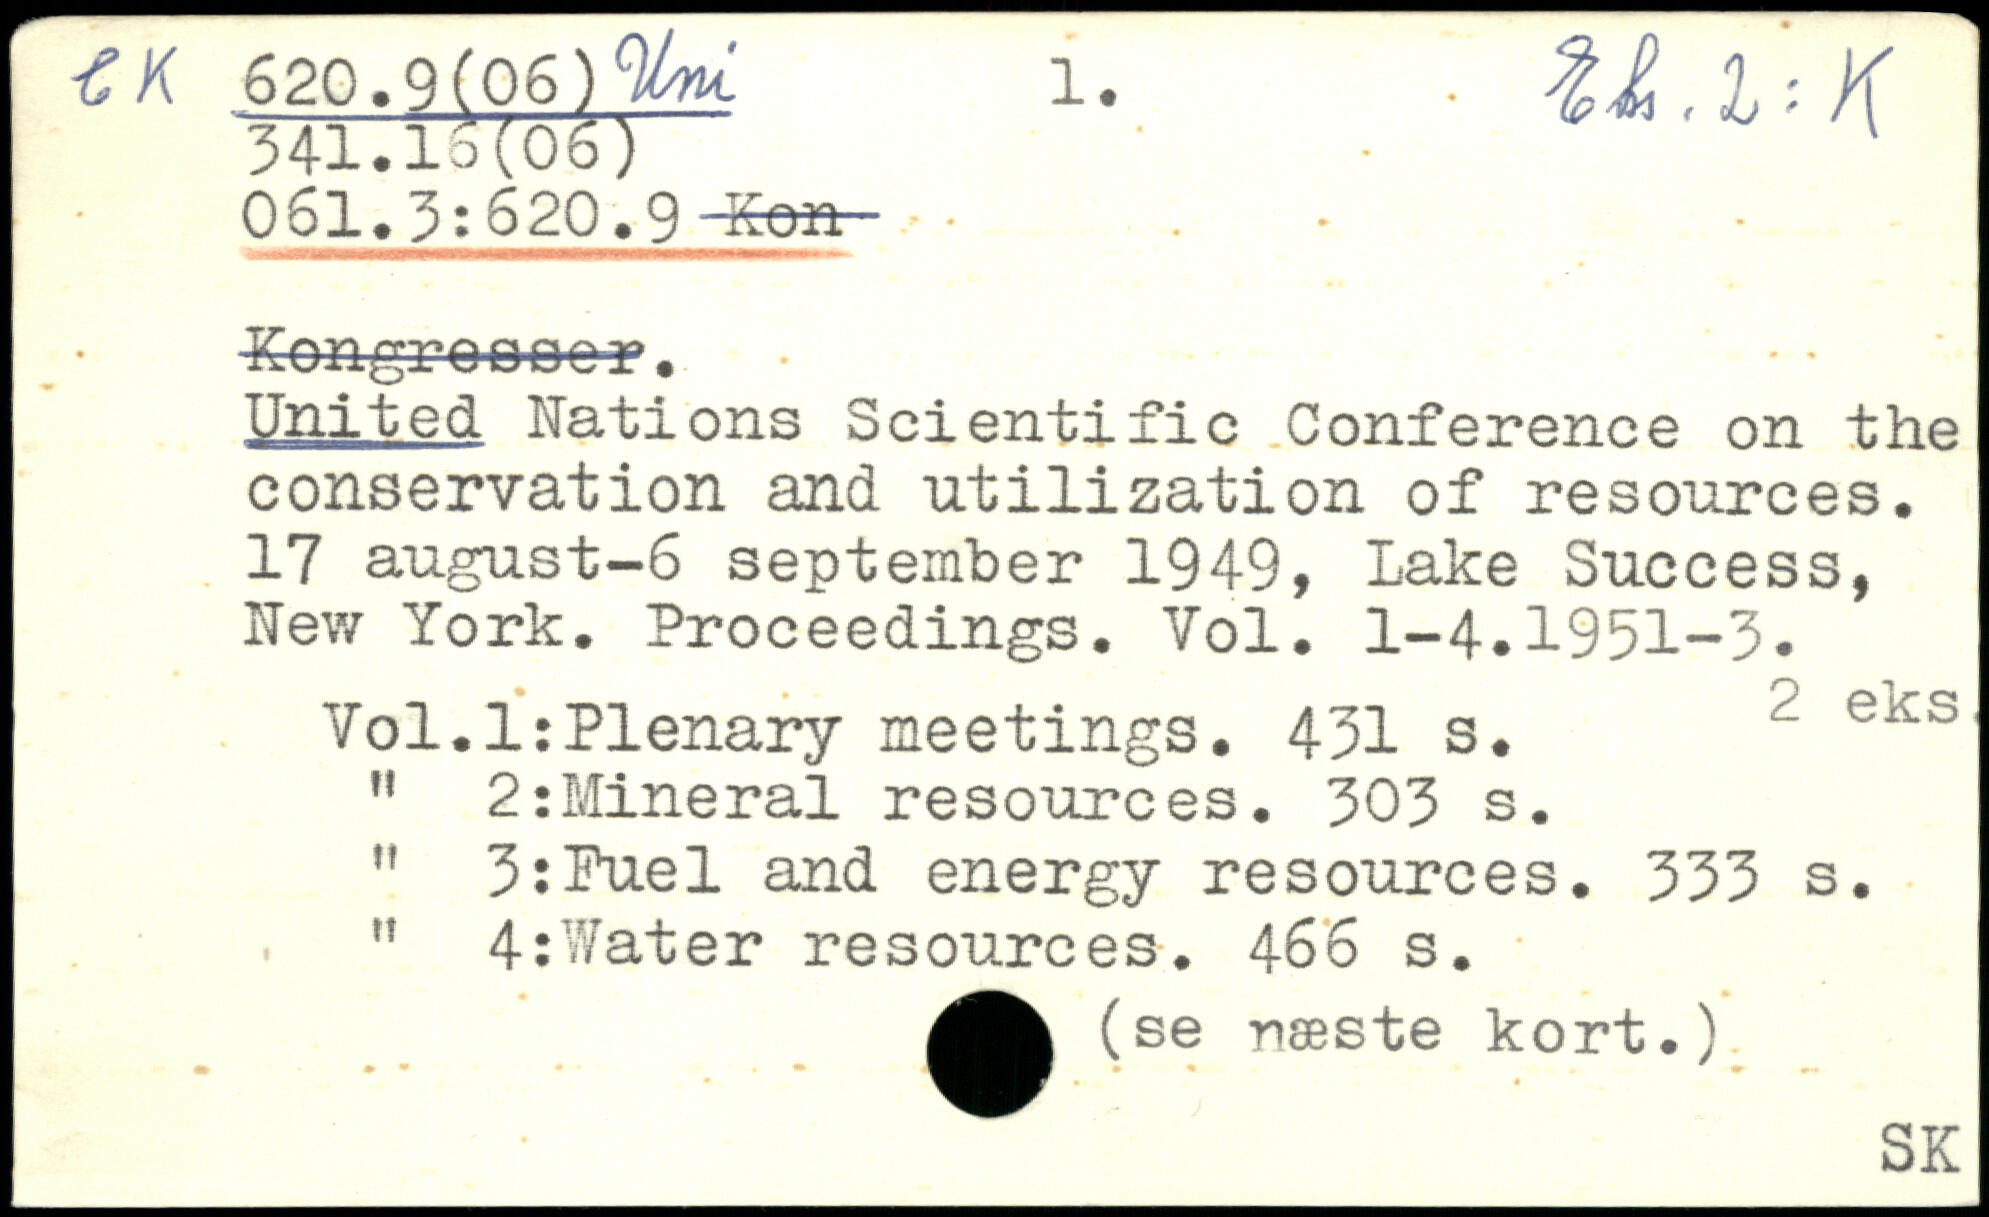 CK 620.9(06) Uni 1. Eks. 2: K
341.16(06)
061.3:620.9 Kon
Kongresser.
United Nations Scientific Conference on the
conservation and utilization of resources.
17 august-6 september 1949, Lake Success,
New York. Proceedings. Vol. 1-4.1951-3.
2 eks.
Vol.1:Plenary meetings. 431 s.
" 2:Mineral resources. 303 s.
" 3:Fuel and energy resources. 333 s.
" 4:Water resources. 466 s.
(se næste kort.)
SK